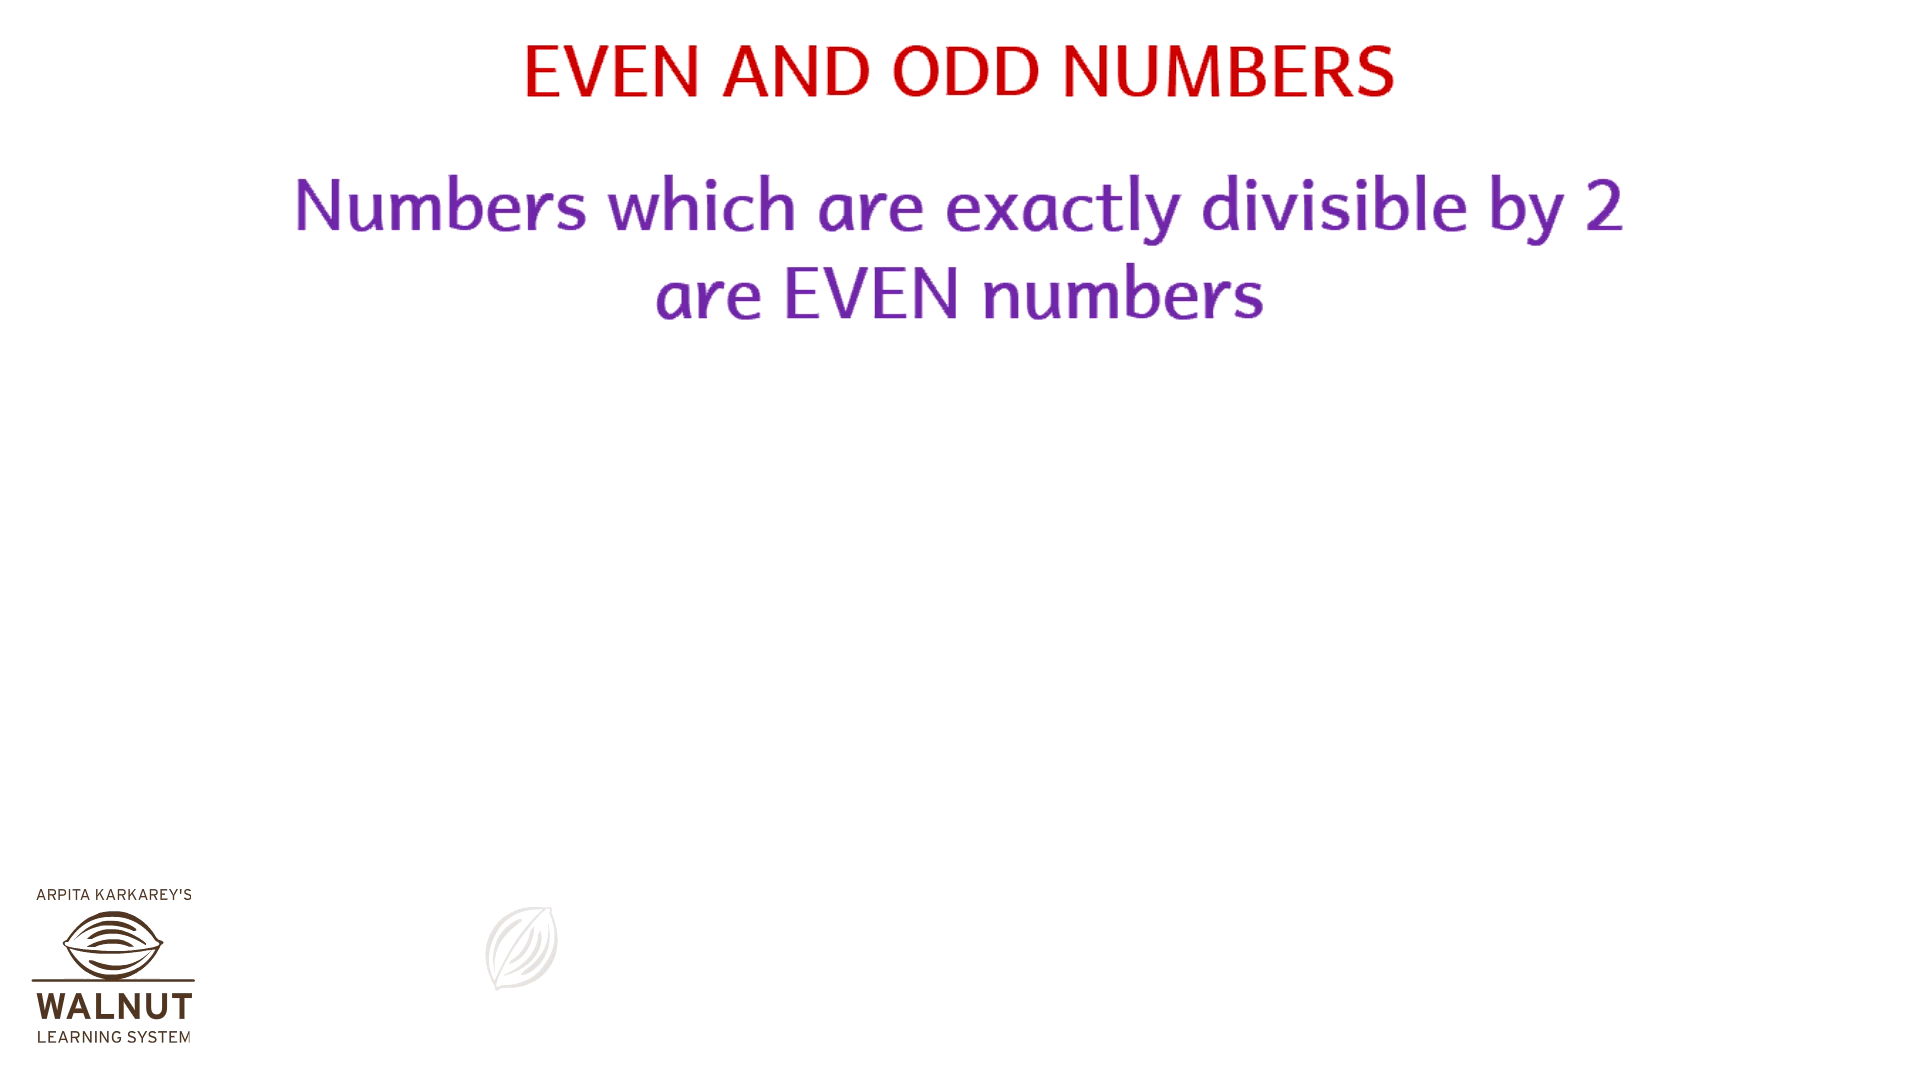 EVEN AND ODD NUMBERS
Numbers which are exactly divisible by 2
are EVEN numbers
ARPITA KARKAREY'S
WALNUT
LEARNING SYSTEM